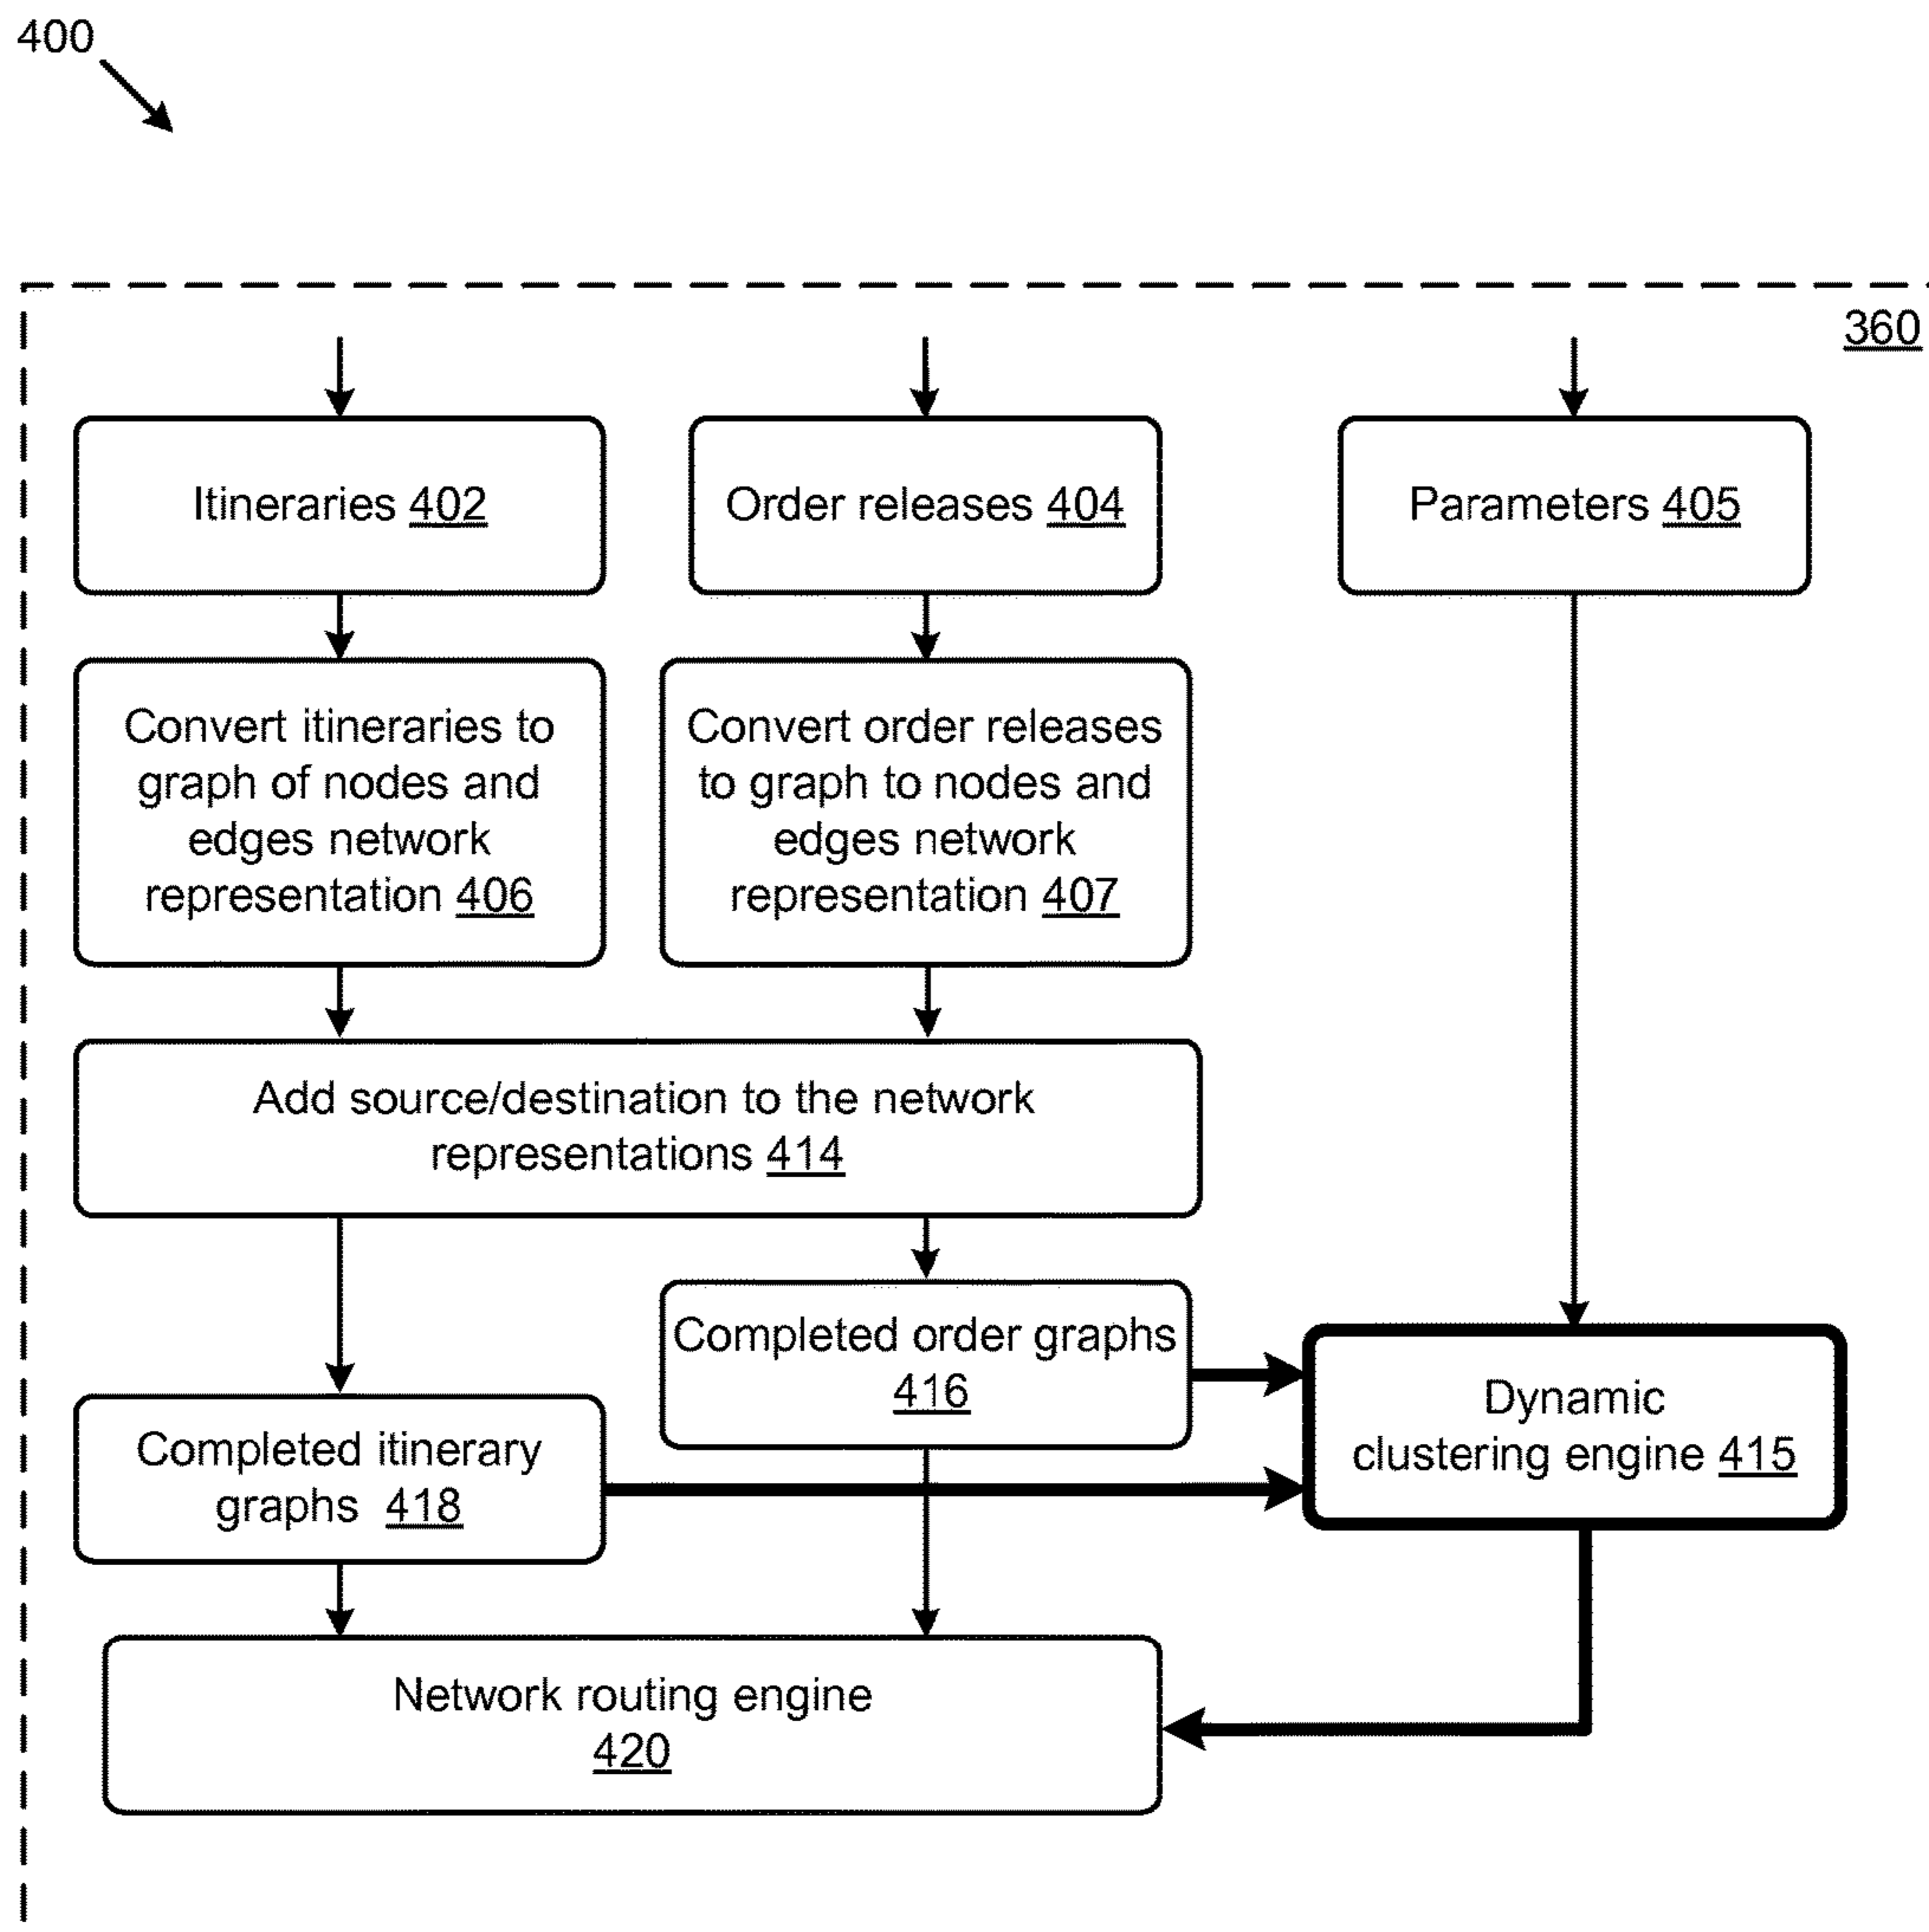 400
360
Itineraries 402
Order releases 404
Parameters 405
Convert itineraries to
graph of nodes and
edges network
representation 406
Convert order releases
to graph to nodes and
edges network
representation 407
Add source/destination to the network
representations 414
Completed order graphs
416
Completed itinerary
graphs 418
Dynamic
clustering engine 415
Network routing engine
420